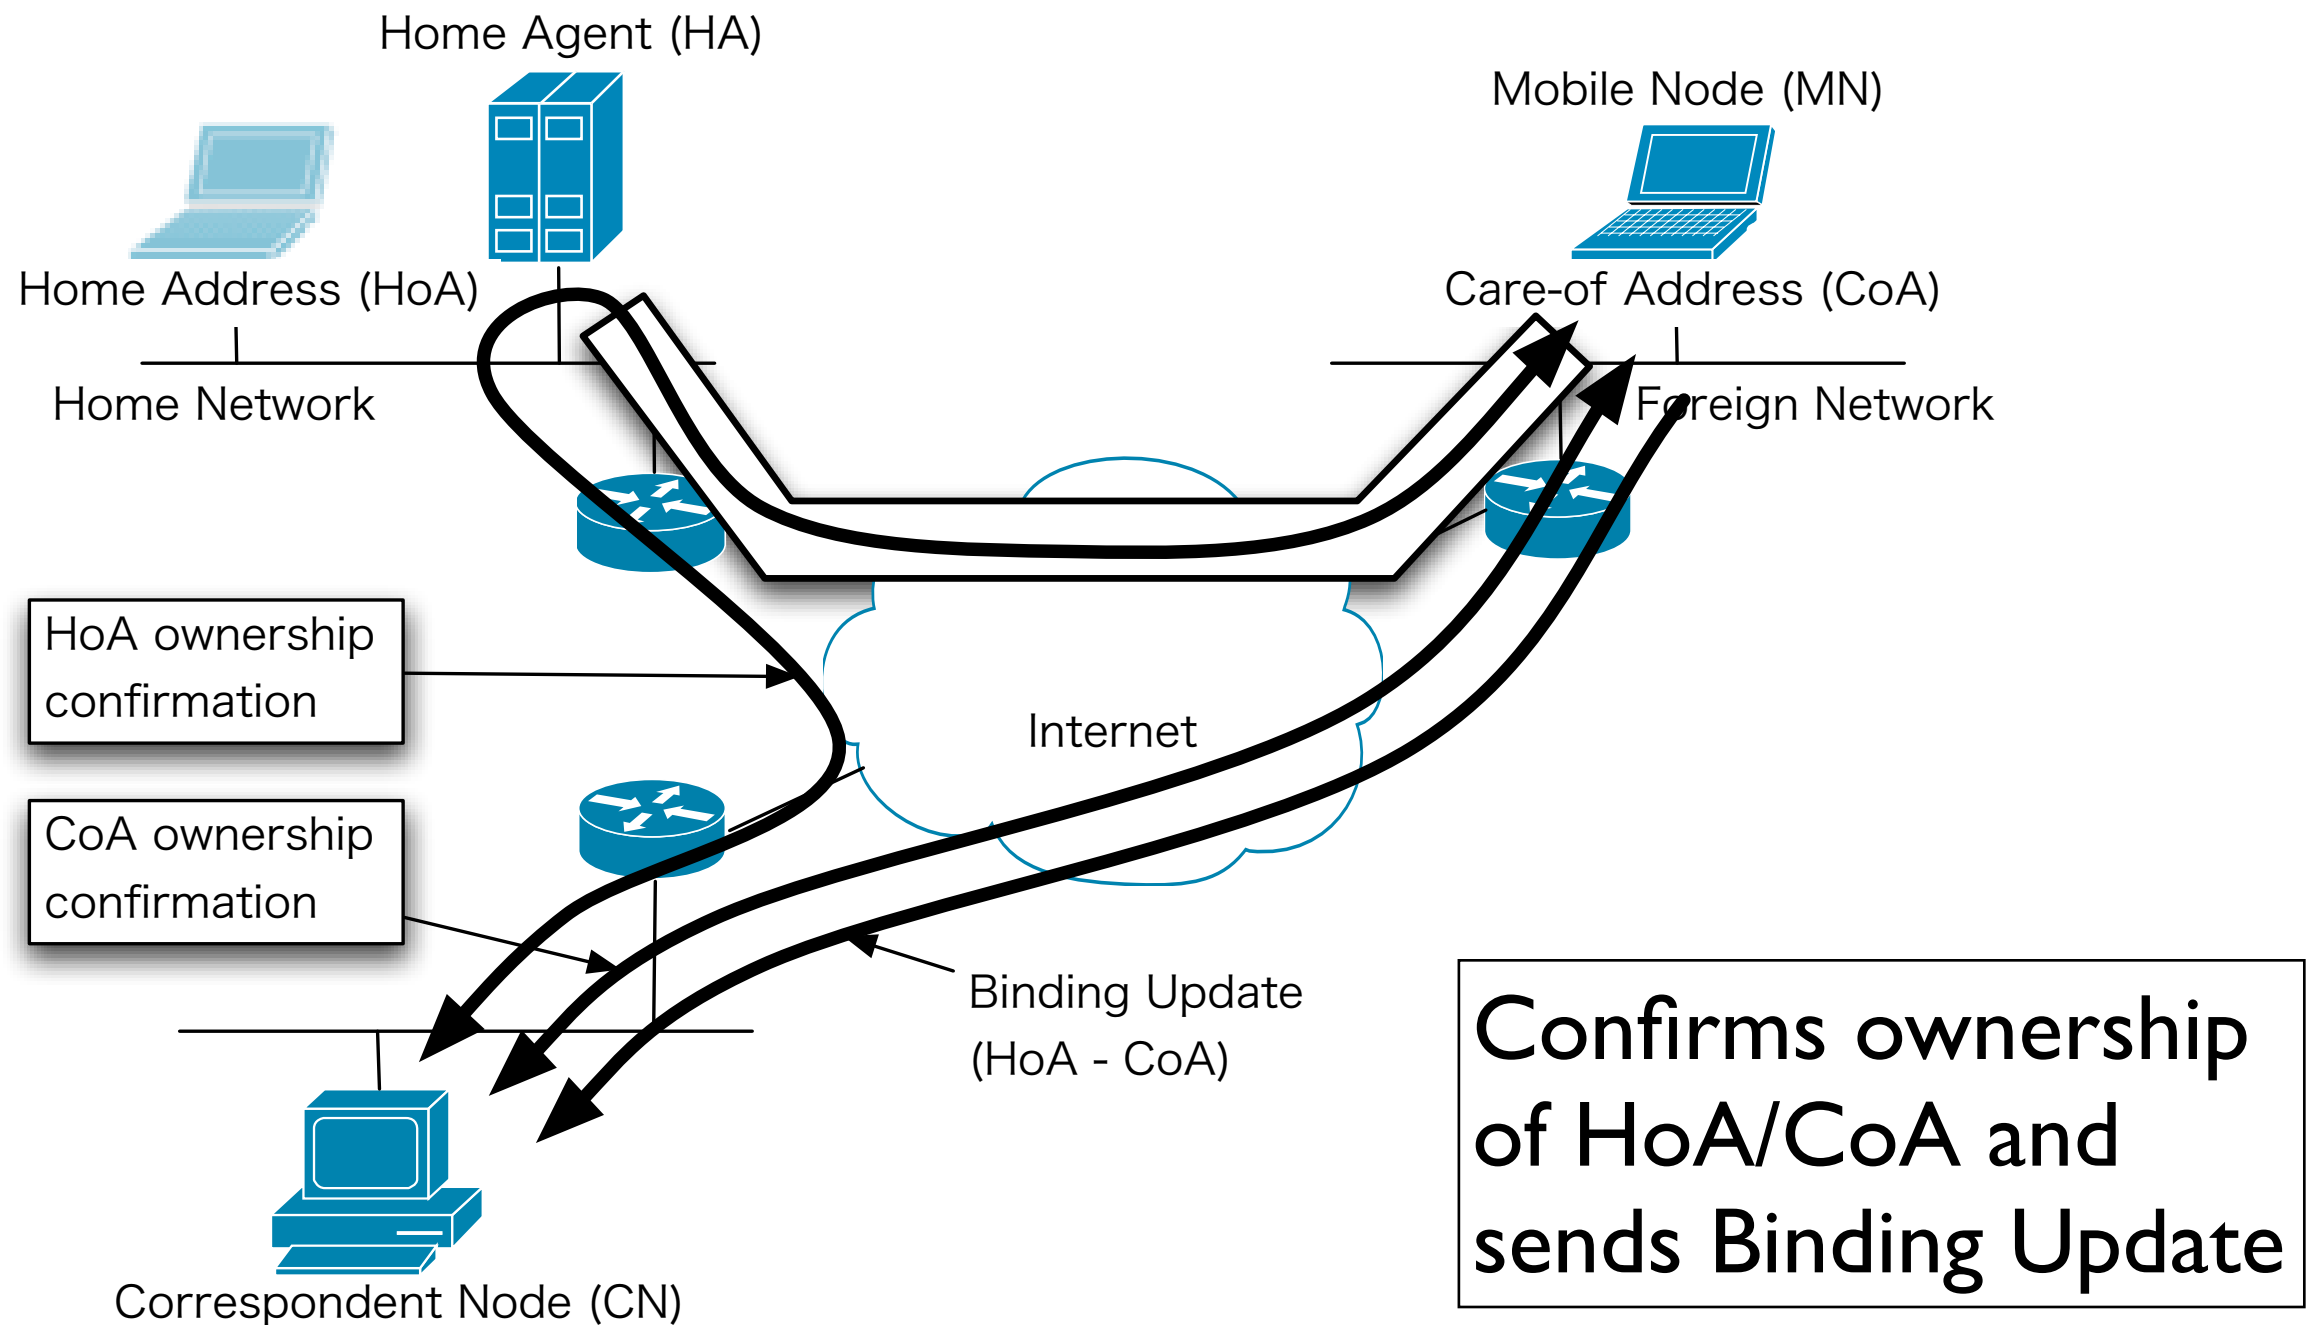 Home Agent (HA)
Mobile Node (MN)
Home Address (HoA)
Care-of Address (CoA)
Home Network
Foreign Network
HoA ownership
confirmation
Internet
CoA ownership
confirmation
Binding Update
(HoA - CoA)
Confirms ownership
of HoA/CoA and
sends Binding Update
Correspondent Node (CN)